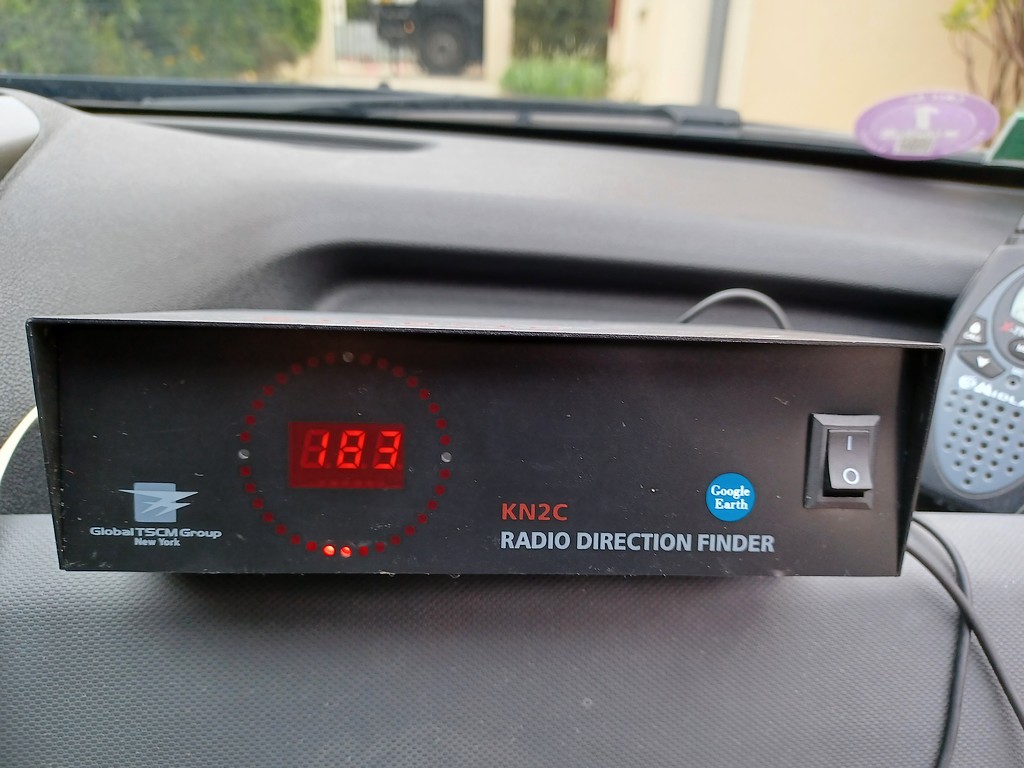 183
Global TSCM Group
New York
KN2C
RADIO DIRECTION FINDER
Google
Earth
I
O